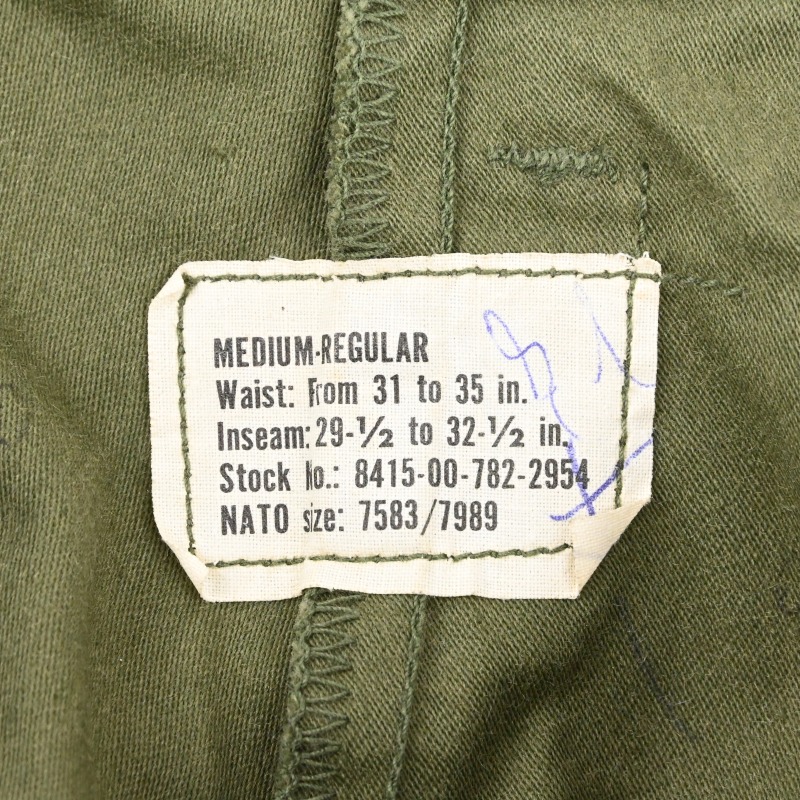 MEDIUM-REGULAR
Waist: From 31 to 35 in.
Inseam: 29-½ to 32-½ in.
Stock No.: 8415-00-782-2954
NATO size: 7583/7989